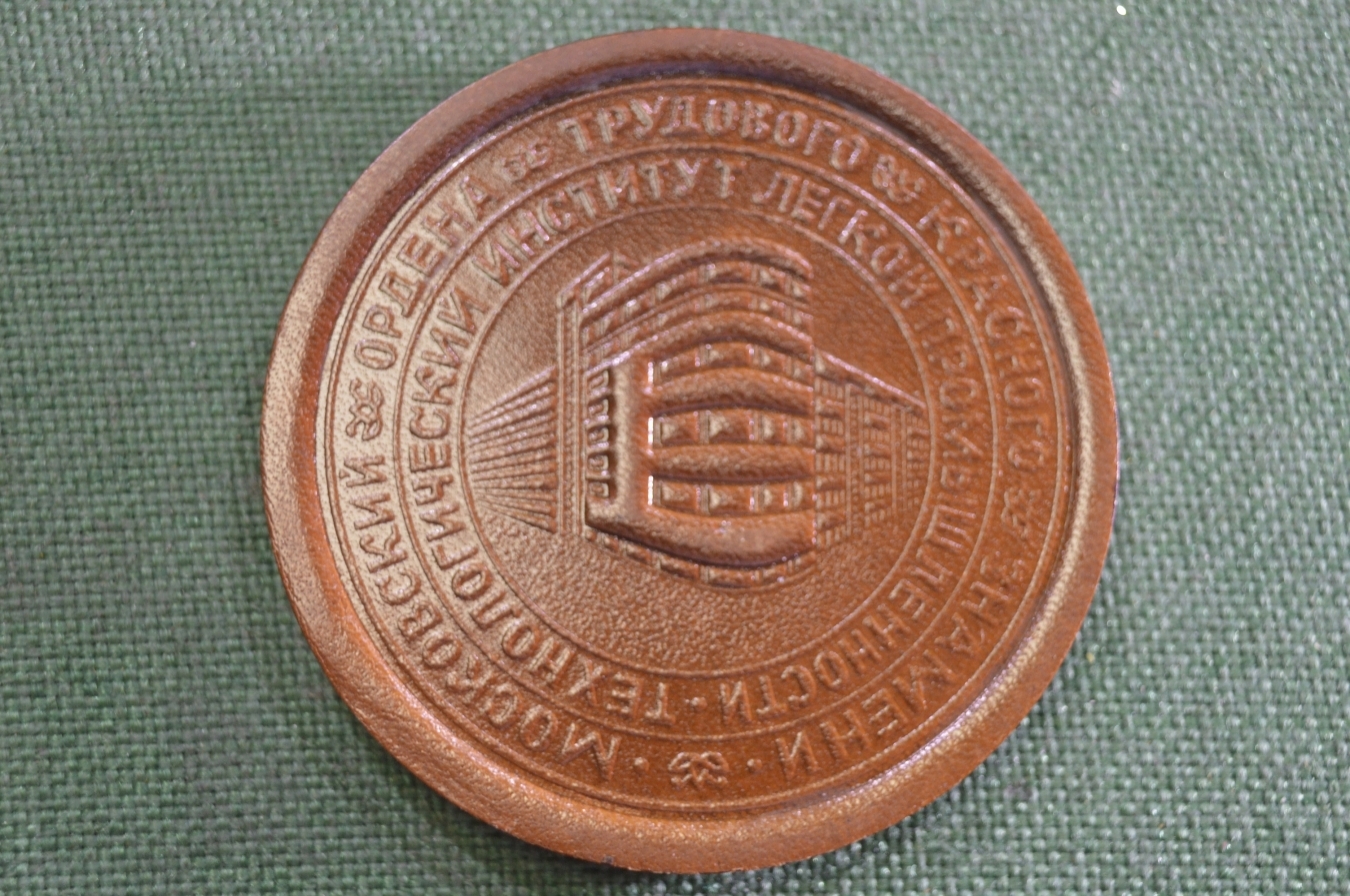 МОСКОВСКИЙ ОРДЕНА ТРУДОВОГО КРАСНОГО ЗНАМЕНИ
ТЕХНОЛОГИЧЕСКИЙ ИНСТИТУТ ЛЕГКОЙ ПРОМЫШЛЕННОСТИ